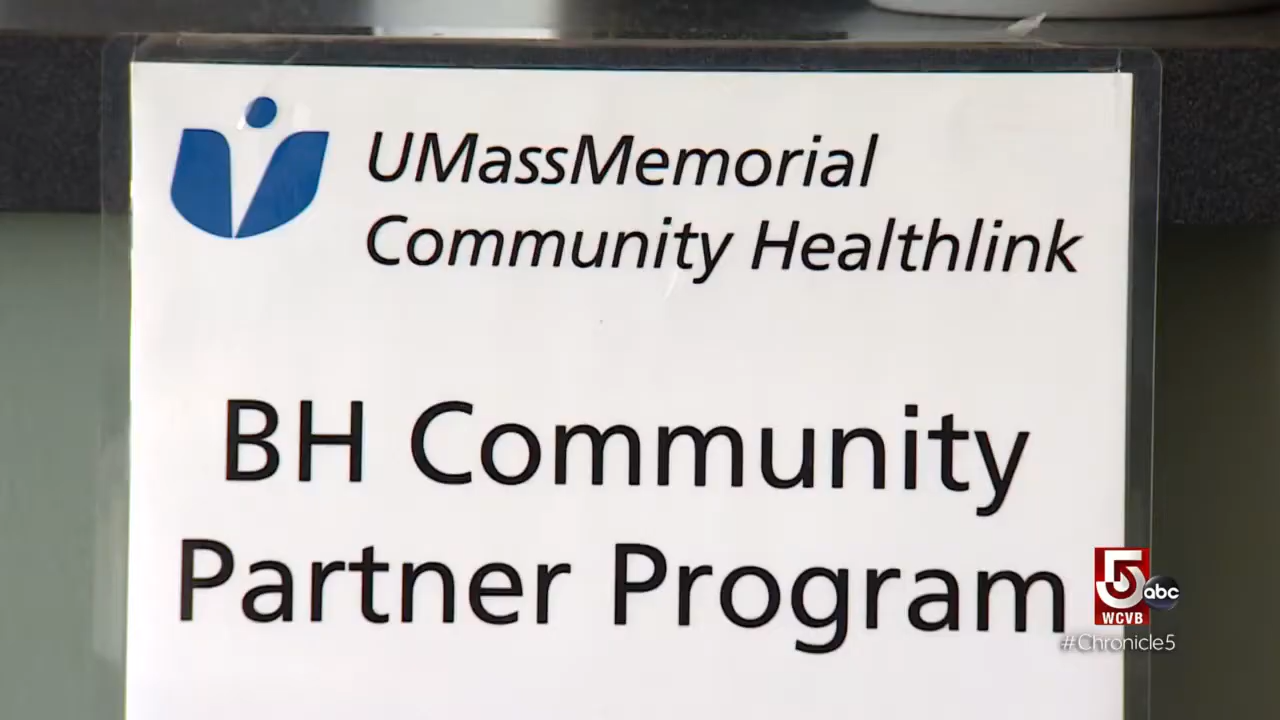 UMassMemorial
Community Healthlink
BH Community
Partner Program
5 abc
WCVB
#Chronicle5